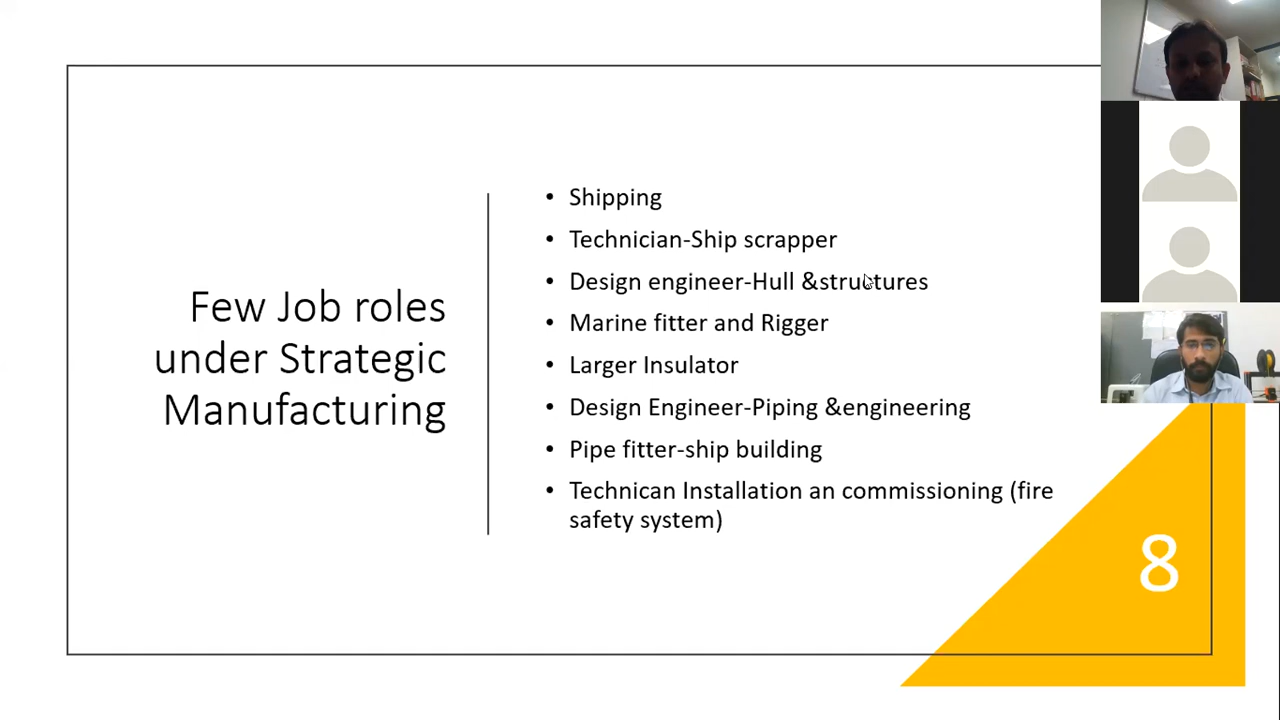 Few Job roles
under Strategic
Manufacturing
• Shipping
• Technician-Ship scrapper
• Design engineer-Hull &structures
• Marine fitter and Rigger
• Larger Insulator
• Design Engineer-Piping &engineering
• Pipe fitter-ship building
• Technican Installation an commissioning (fire
safety system)
8